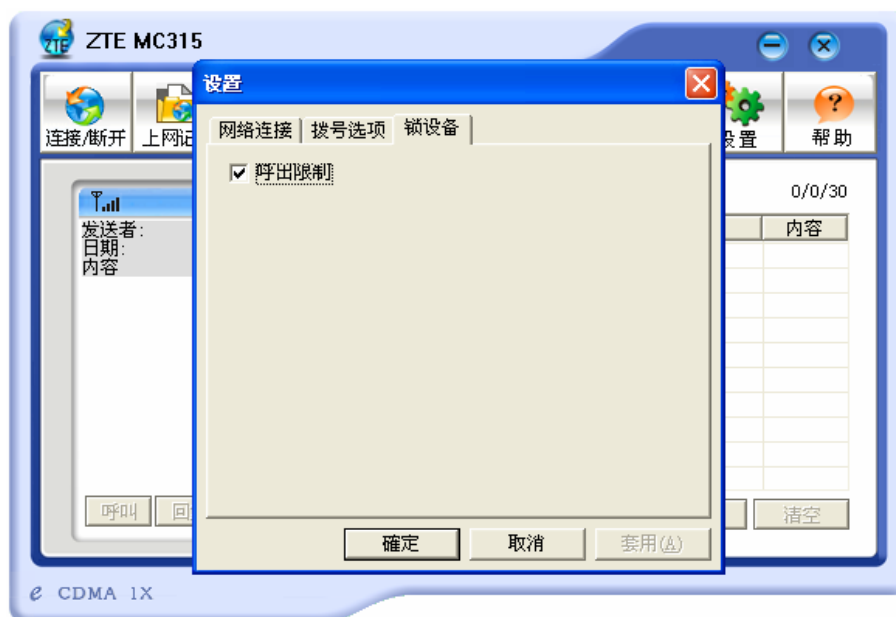 ZTE MC315
设置
连接/断开
上网记
设置
帮助
网络连接
拨号选项
锁设备
呼出限制
0/0/30
发送者:
日期:
内容
内容
呼叫
回
清空
確定
取消
套用(A)
e CDMA 1X